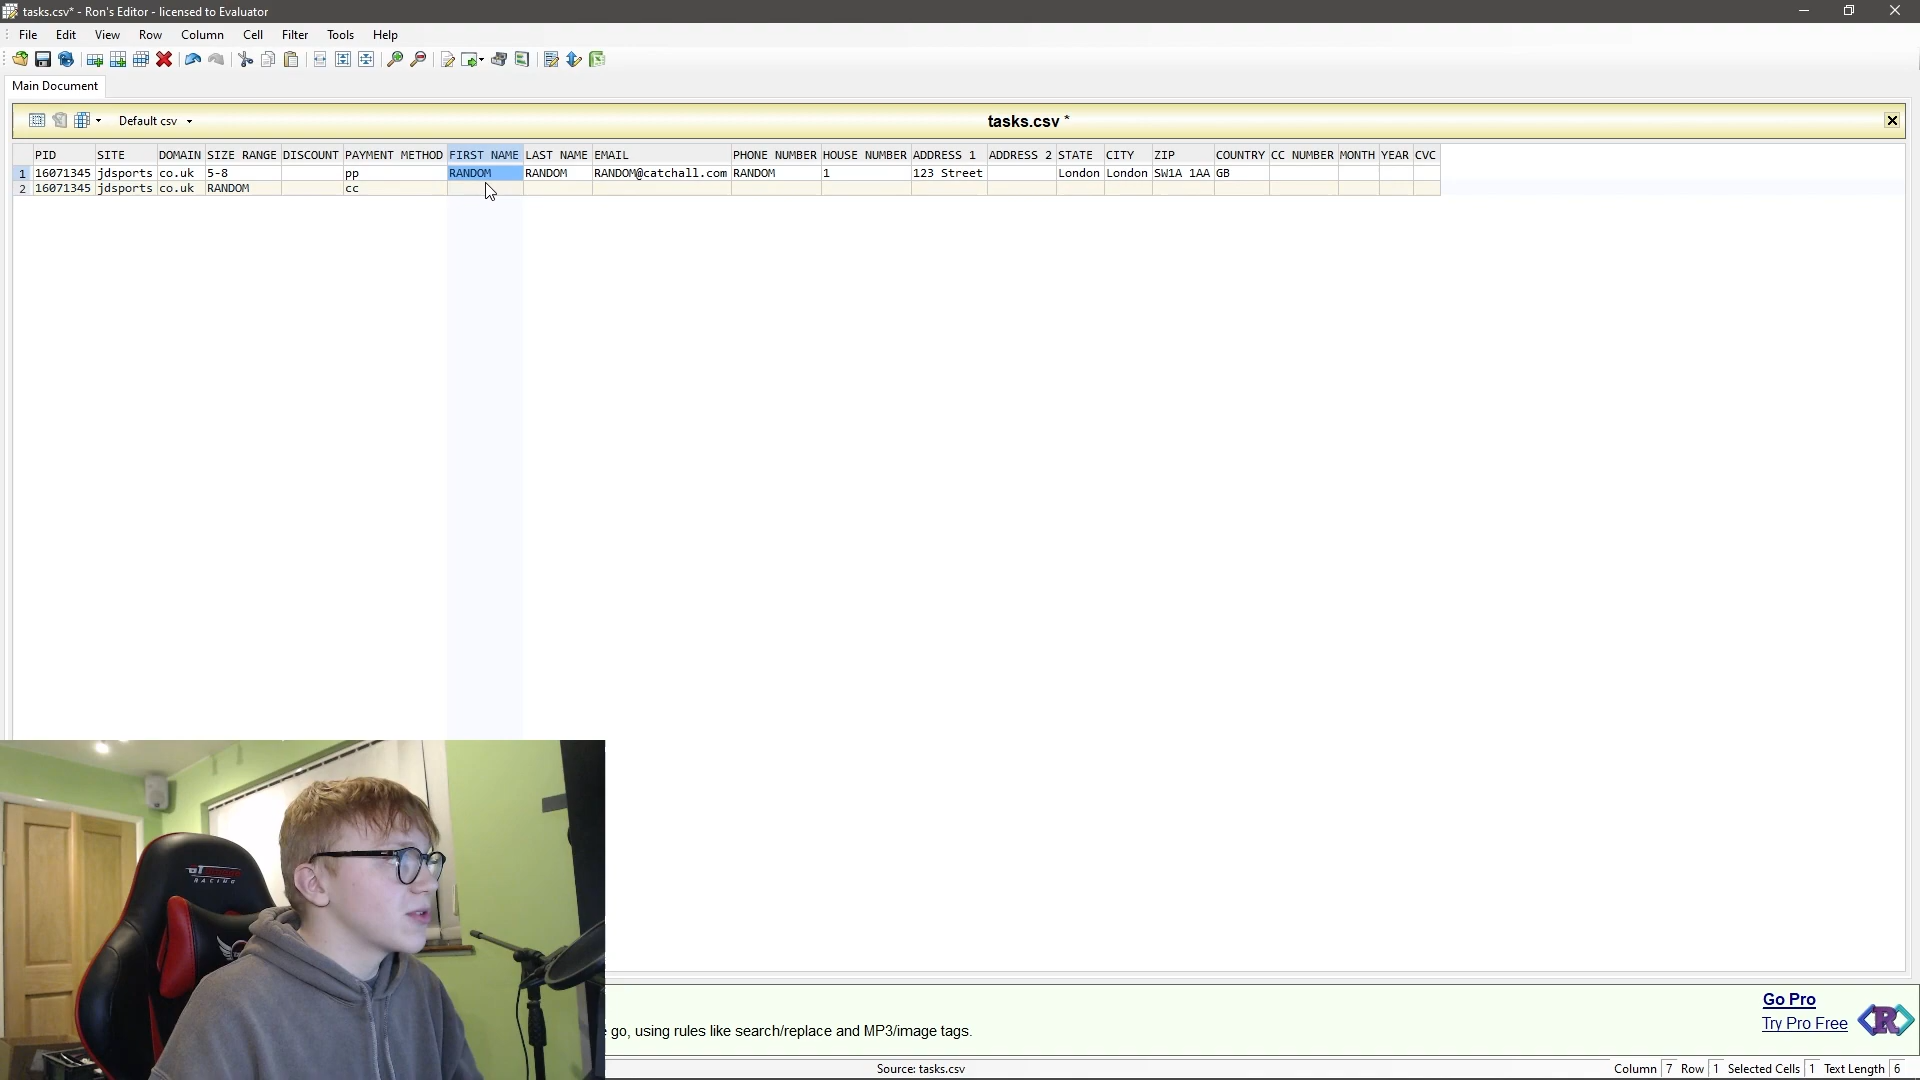 tasks.csv* - Ron's Editor - licensed to Evaluator
File Edit View Row Column Cell Filter Tools Help
Main Document
Default csv
tasks.csv *
PID SITE DOMAIN SIZE RANGE DISCOUNT PAYMENT METHOD FIRST NAME LAST NAME EMAIL PHONE NUMBER HOUSE NUMBER ADDRESS 1 ADDRESS 2 STATE CITY ZIP COUNTRY CC NUMBER MONTH YEAR CVC
1 16071345 jdsports co.uk 5-8 pp RANDOM RANDOM RANDOM@catchall.com RANDOM 1 123 Street London London SW1A 1AA GB
2 16071345 jdsports co.uk RANDOM cc
RACING
Go Pro
Try Pro Free
go, using rules like search/replace and MP3/image tags.
R
Source: tasks.csv
Column 7 Row 1 Selected Cells 1 Text Length 6